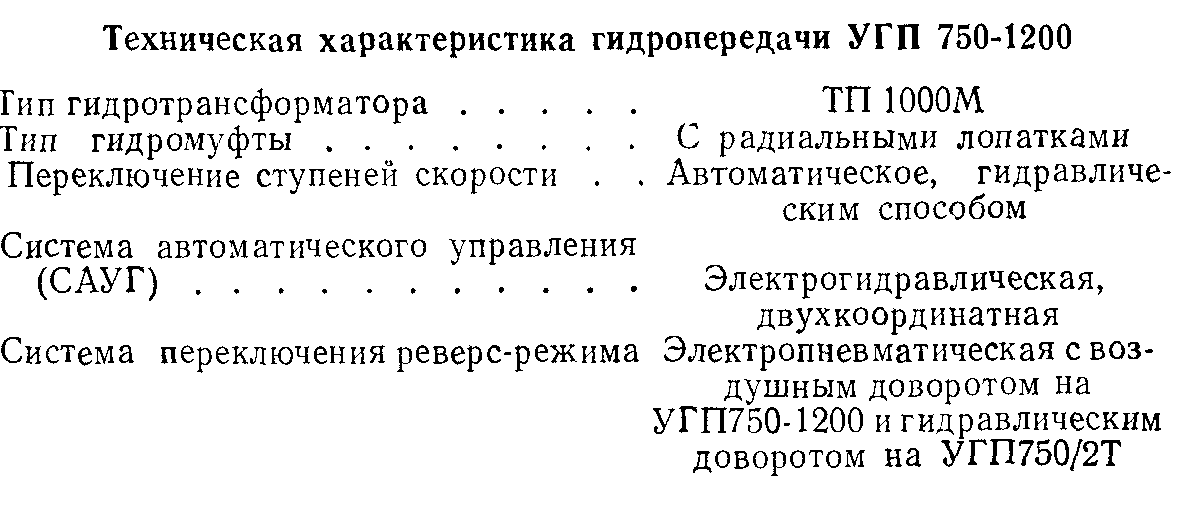 Техническая характеристика гидропередачи УГП 750-1200
Тип гидротрансформатора . . . . . ТП 1000М
Тип гидромуфты . . . . . . . . С радиальными лопатками
Переключение ступеней скорости . . Автоматическое, гидравличе-
ским способом
Система автоматического управления
(САУГ) . . . . . . . . . . . Электрогидравлическая,
двухкоординатная
Система переключения реверс-режима Электропневматическая с воз-
душным доворотом на
УГП750-1200 и гидравлическим
доворотом на УГП750/2Т